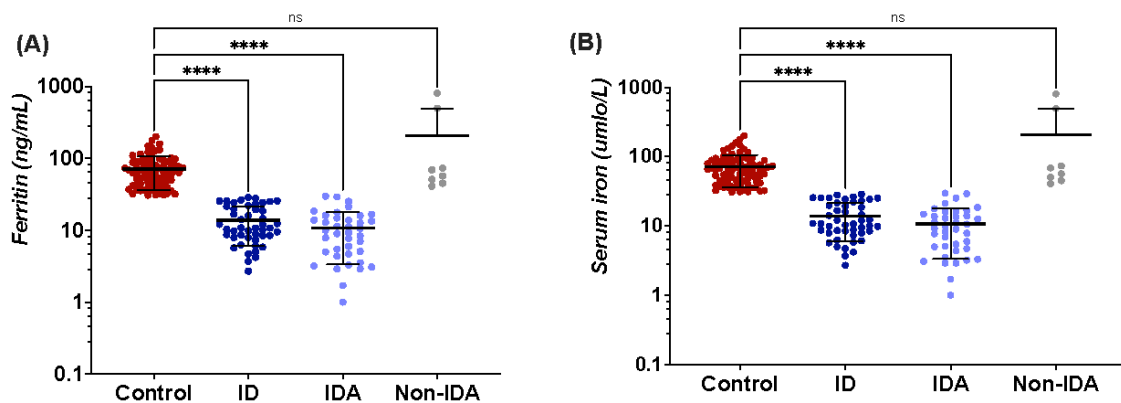 ns
(A)
****
****
Ferritin (ng/mL)
1000
100
10
1
0.1
Control ID IDA Non-IDA
ns
(B)
****
****
Serum iron (umlo/L)
1000
100
10
1
0.1
Control ID IDA Non-IDA